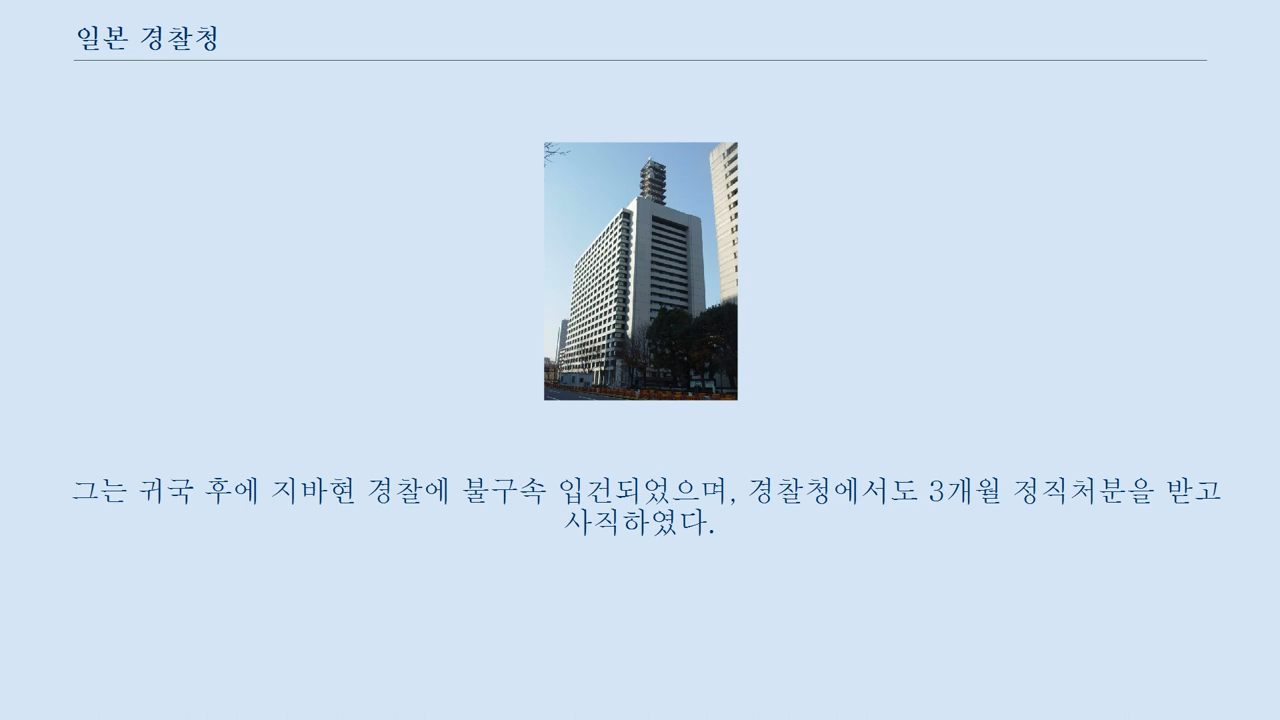 일본 경찰청
그는 귀국 후에 지바현 경찰에 불구속 입건되었으며, 경찰청에서도 3개월 정직처분을 받고
사직하였다.